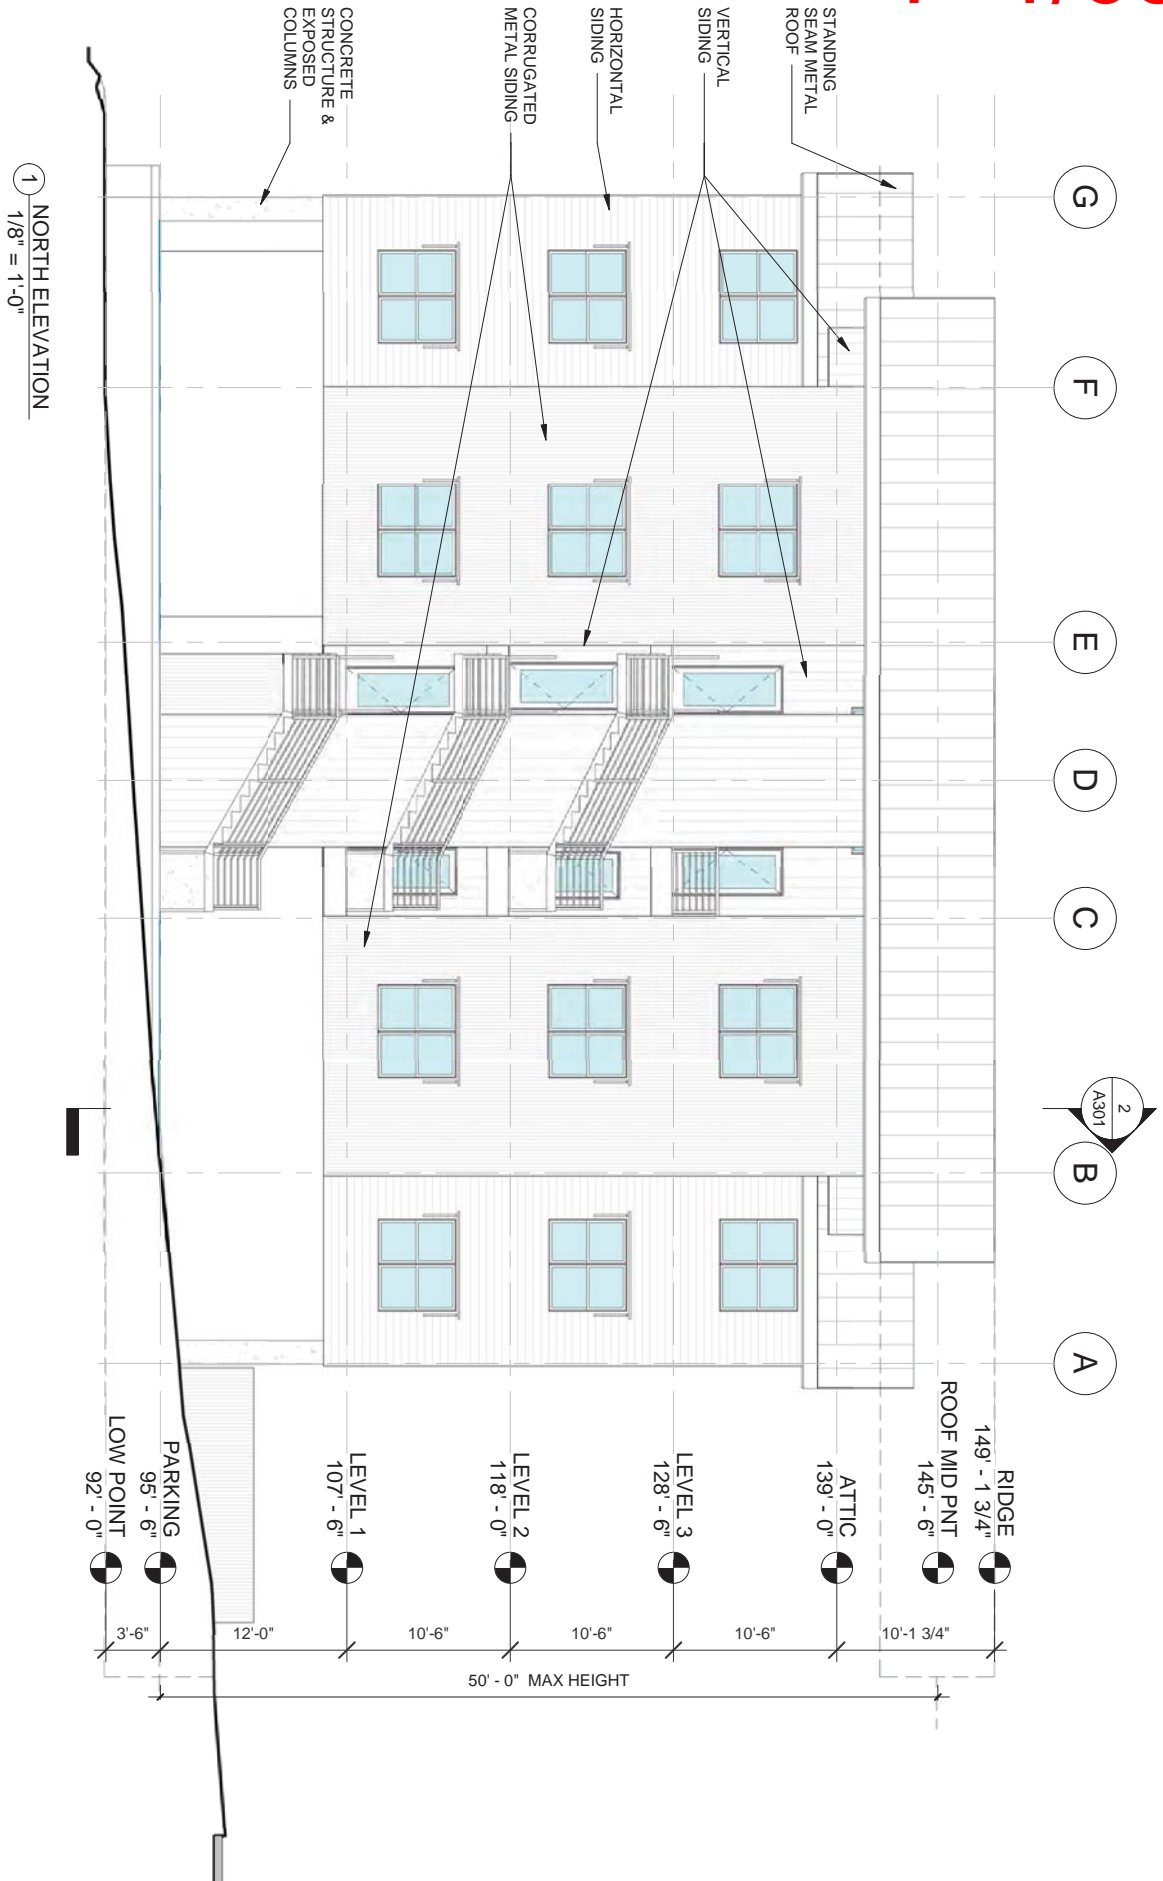 STANDING
SEAM METAL
ROOF
VERTICAL
SIDING
HORIZONTAL
SIDING
CORRUGATED
METAL SIDING
CONCRETE
STRUCTURE &
EXPOSED
COLUMNS
G
F
E
D
C
B
A
2
A301
RIDGE
149' - 1 3/4"
ROOF MID PNT
145' - 6"
ATTIC
139' - 0"
LEVEL 3
128' - 6"
LEVEL 2
118' - 0"
LEVEL 1
107' - 6"
PARKING
95' - 6"
LOW POINT
92' - 0"
10'-1 3/4"
10'-6"
10'-6"
10'-6"
12'-0"
3'-6"
50' - 0" MAX HEIGHT
1
NORTH ELEVATION
1/8" = 1'-0"